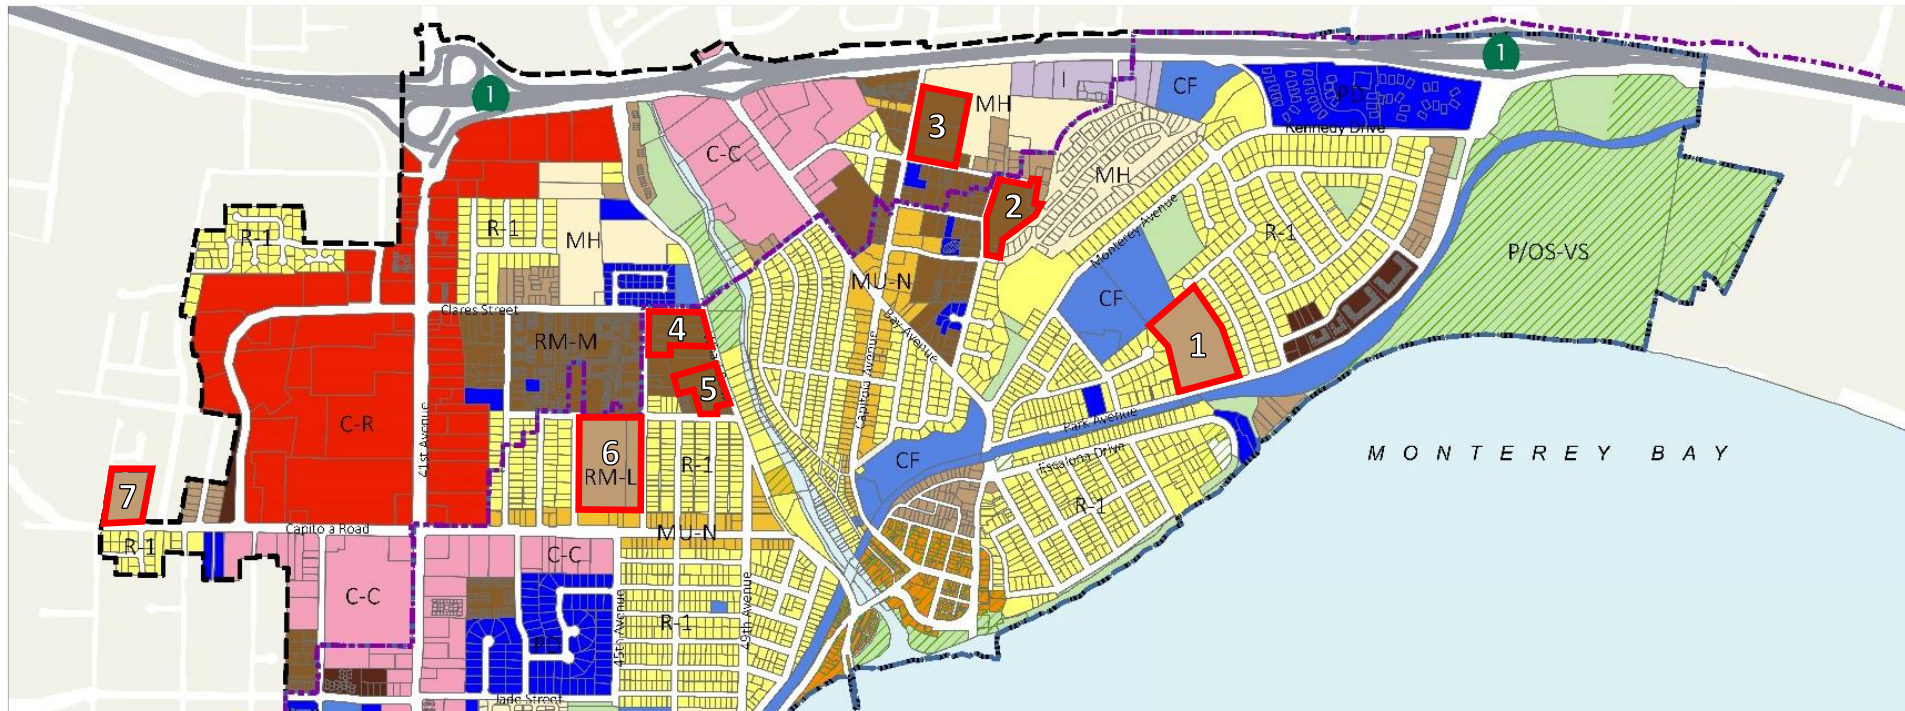 1
1
MH
I
CF
PD
Kennedy Drive
3
C-C
MH
2
R-1
R-1
MH
R-1
P/OS-VS
Monterey Avenue
MU-N
CF
Clares Street
4
RM-M
Bay Avenue
1
5
Capitola Avenue
C-R
41st Avenue
Park Avenue
6
RM-L
R-1
CF
Escalona Drive
MONTEREY BAY
7
R-1
Capito a Road
MU-N
R-1
C-C
C-C
45th Avenue
R-1
49th Avenue
PD
Jade Street